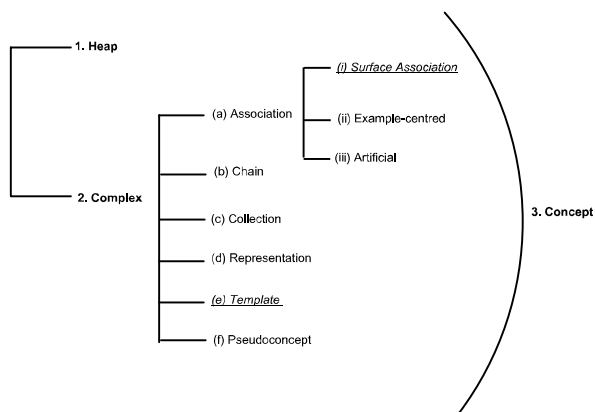 1. Heap
(i) Surface Association
(a) Association
(ii) Example-centred
(iii) Artificial
(b) Chain
2. Complex
3. Concept
(c) Collection
(d) Representation
(e) Template
(f) Pseudoconcept